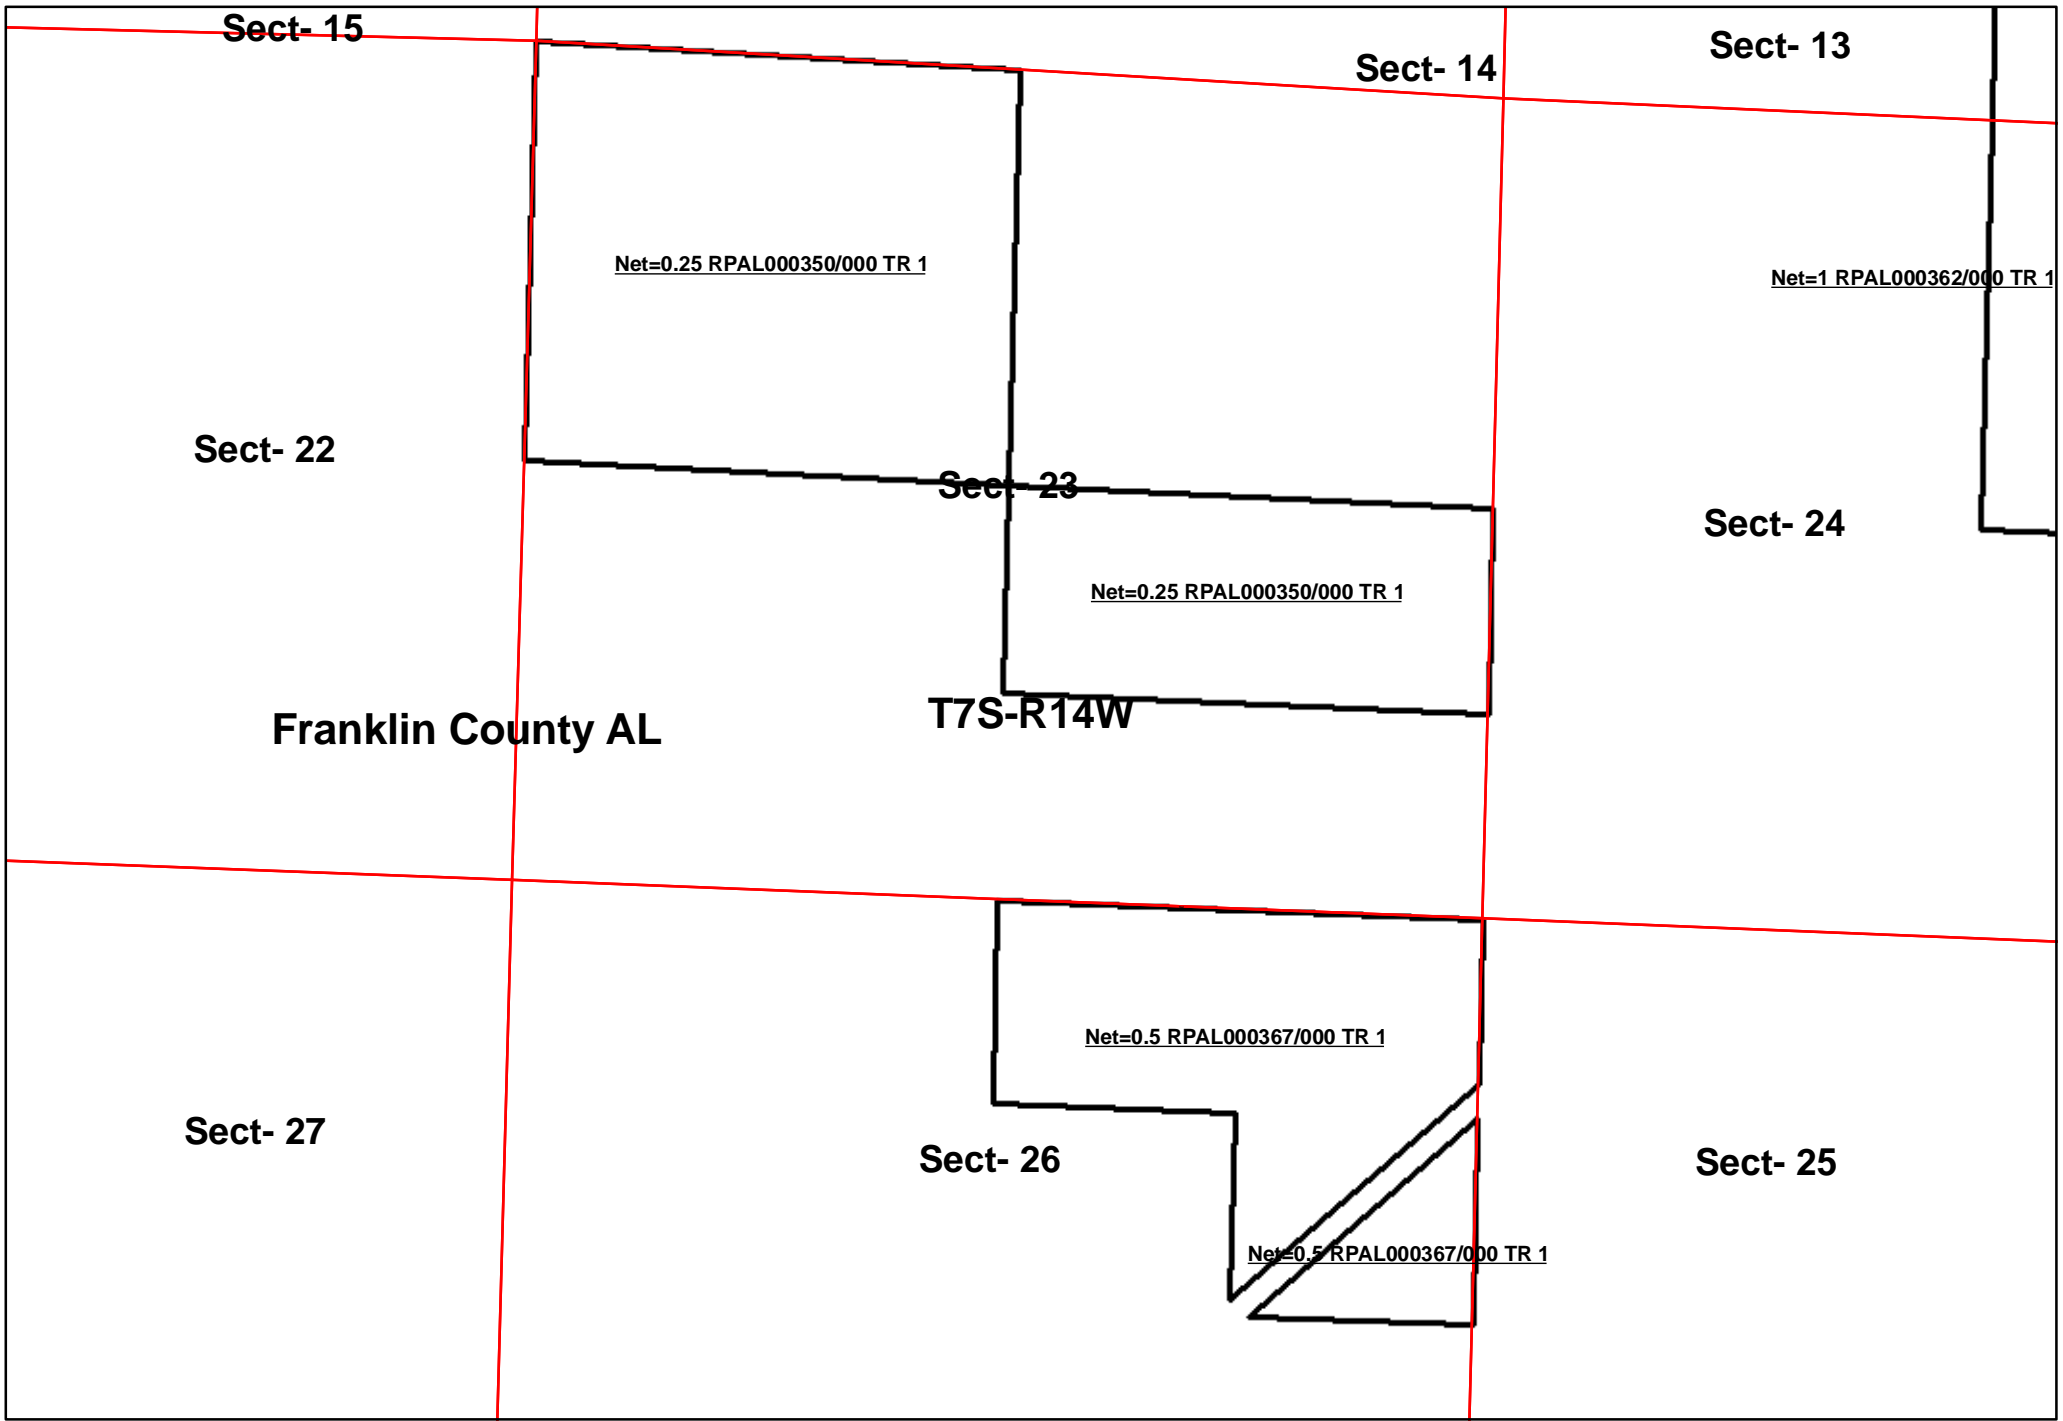 Sect- 15
Sect- 14
Sect- 13
Net=0.25 RPAL000350/000 TR 1
Net=1 RPAL000362/000 TR 1
Sect- 22
Sect- 23
Sect- 24
Net=0.25 RPAL000350/000 TR 1
Franklin County AL
T7S-R14W
Net=0.5 RPAL000367/000 TR 1
Sect- 27
Sect- 26
Sect- 25
Net=0.5 RPAL000367/000 TR 1